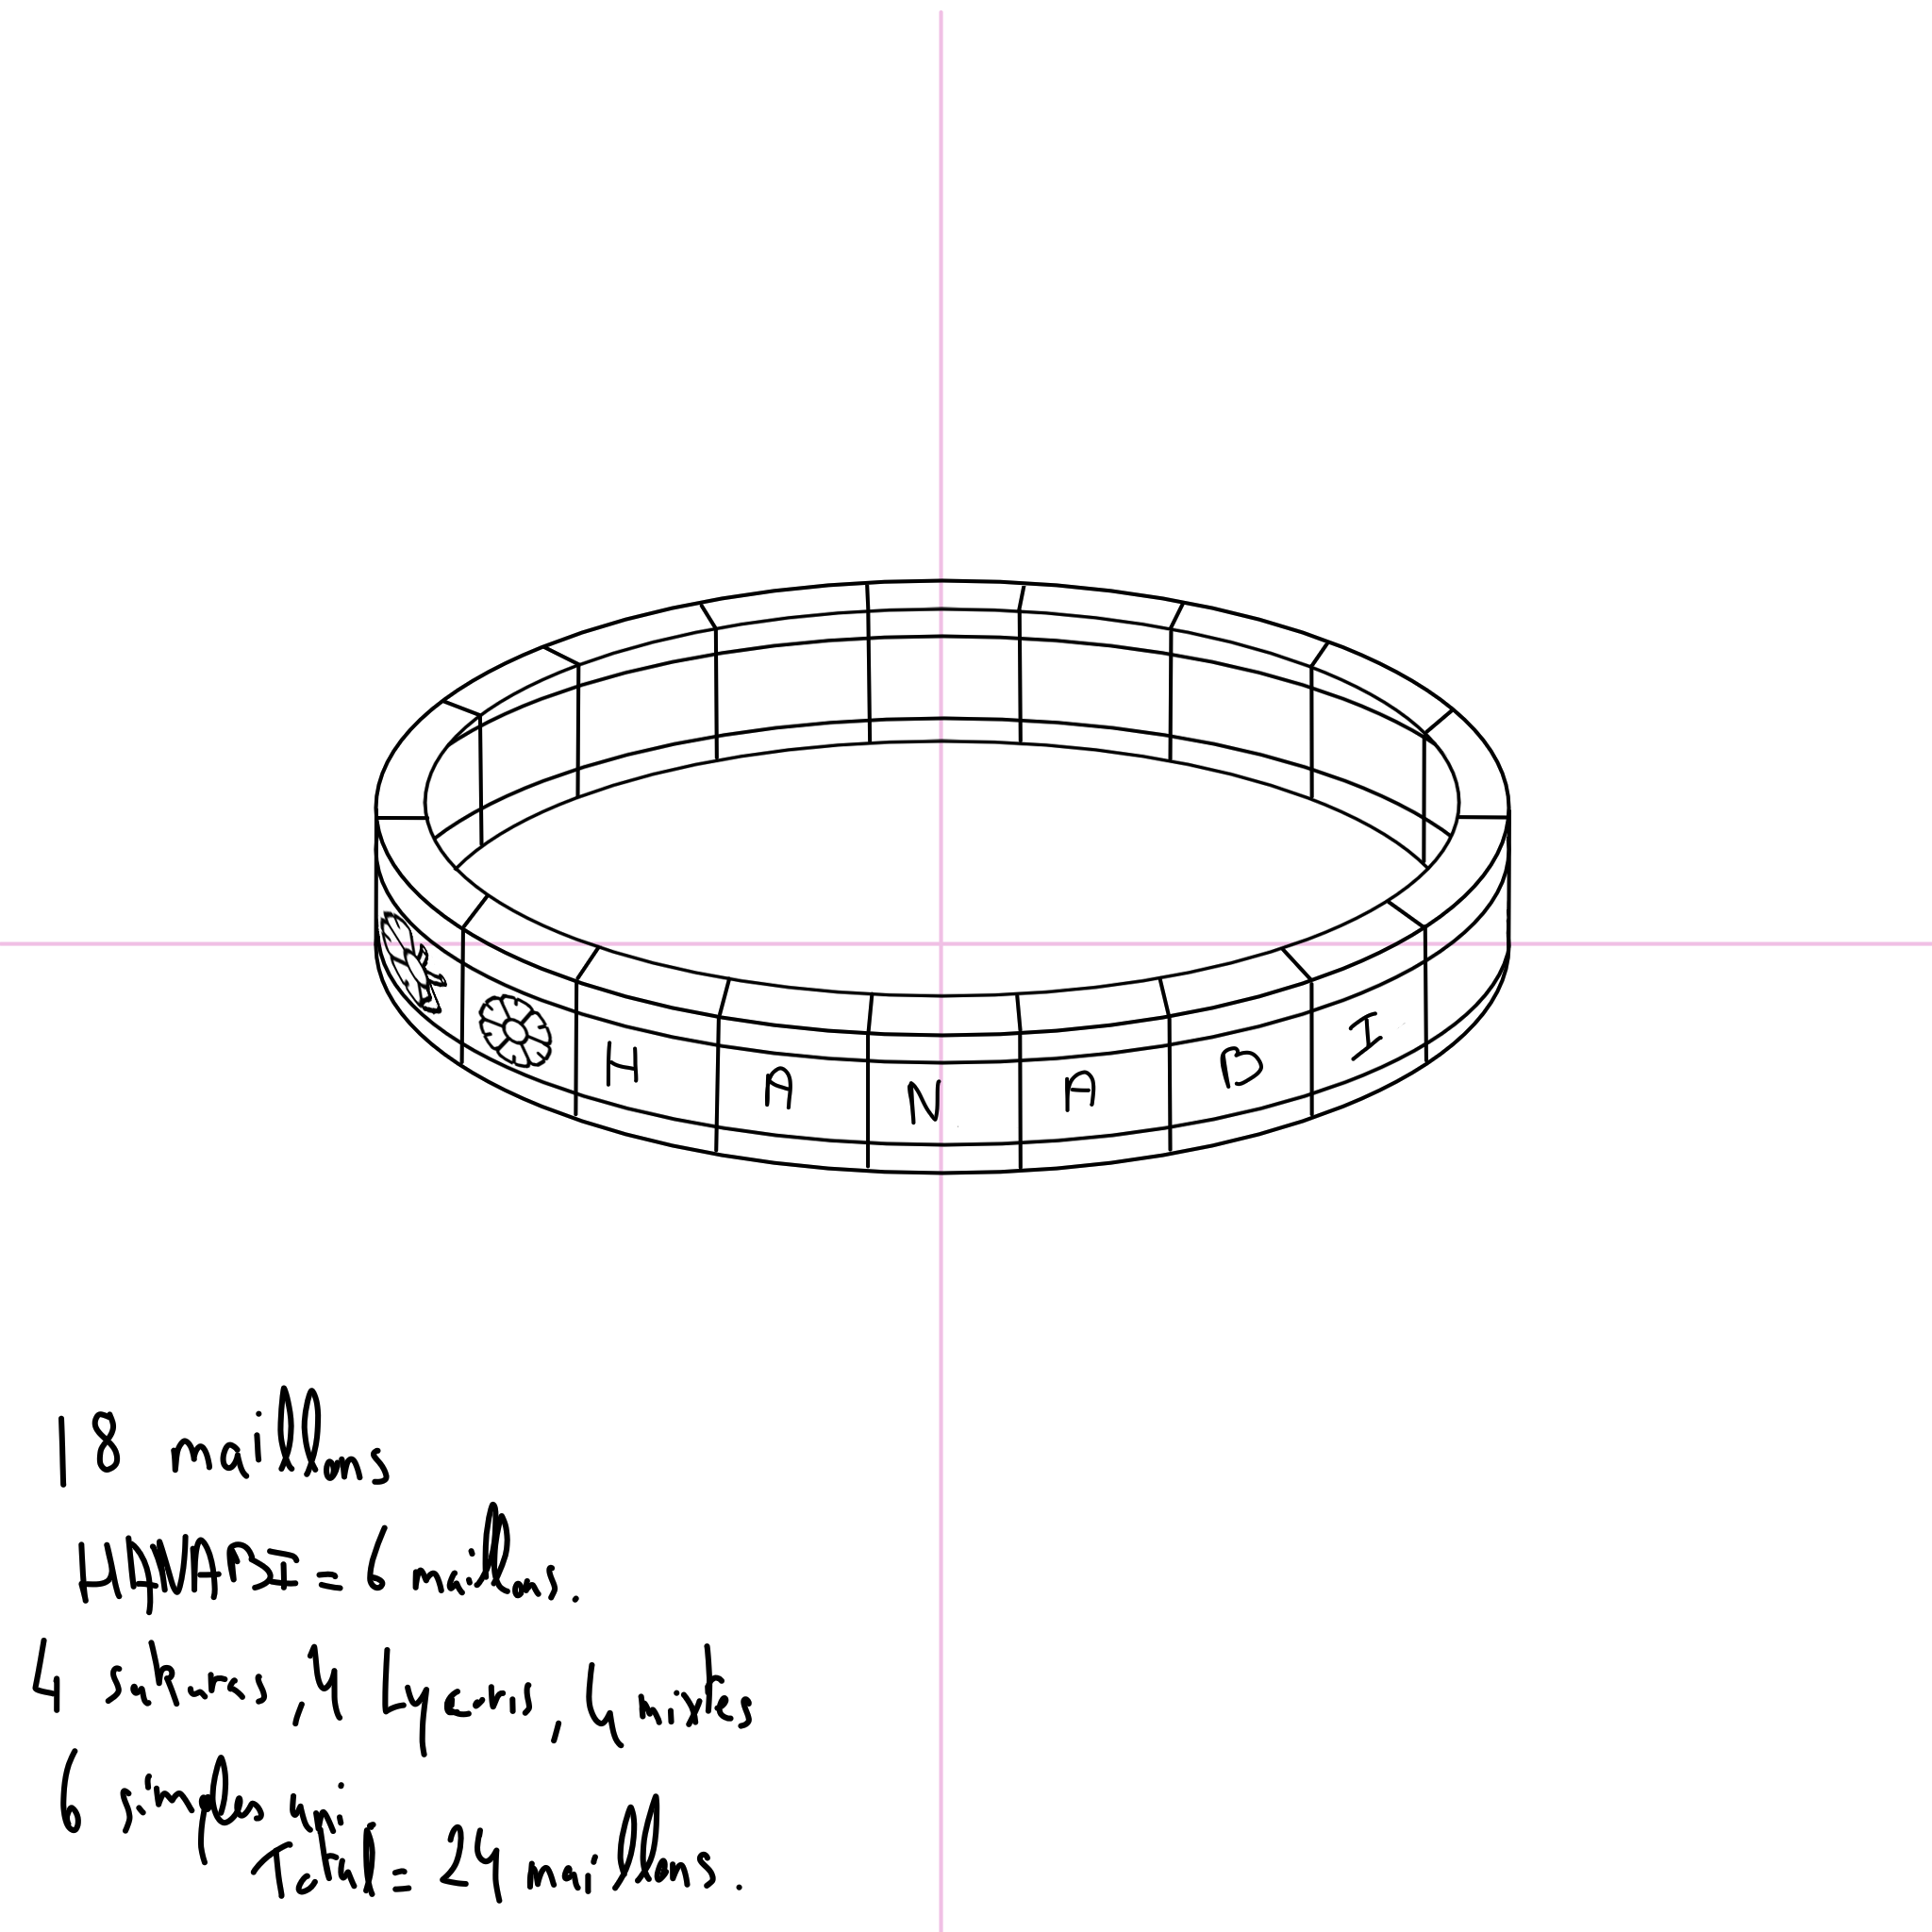 H A N A B I
18 maillons
HANABI = 6 maillons.
4 sakuras, 4 Lycoris, 4 mixtes
6 simples uni
Total = 24 maillons.